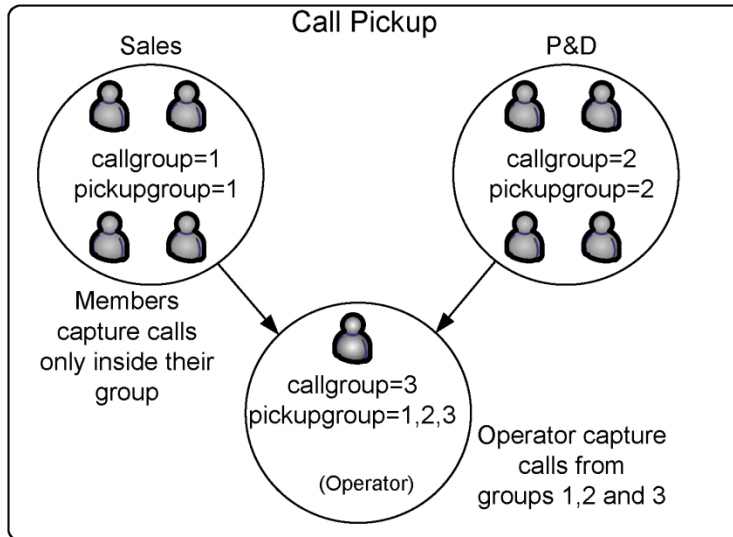 Call Pickup
Sales
callgroup=1
pickupgroup=1
P&D
callgroup=2
pickupgroup=2
Members
capture calls
only inside their
group
callgroup=3
pickupgroup=1,2,3
(Operator)
Operator capture
calls from
groups 1,2 and 3